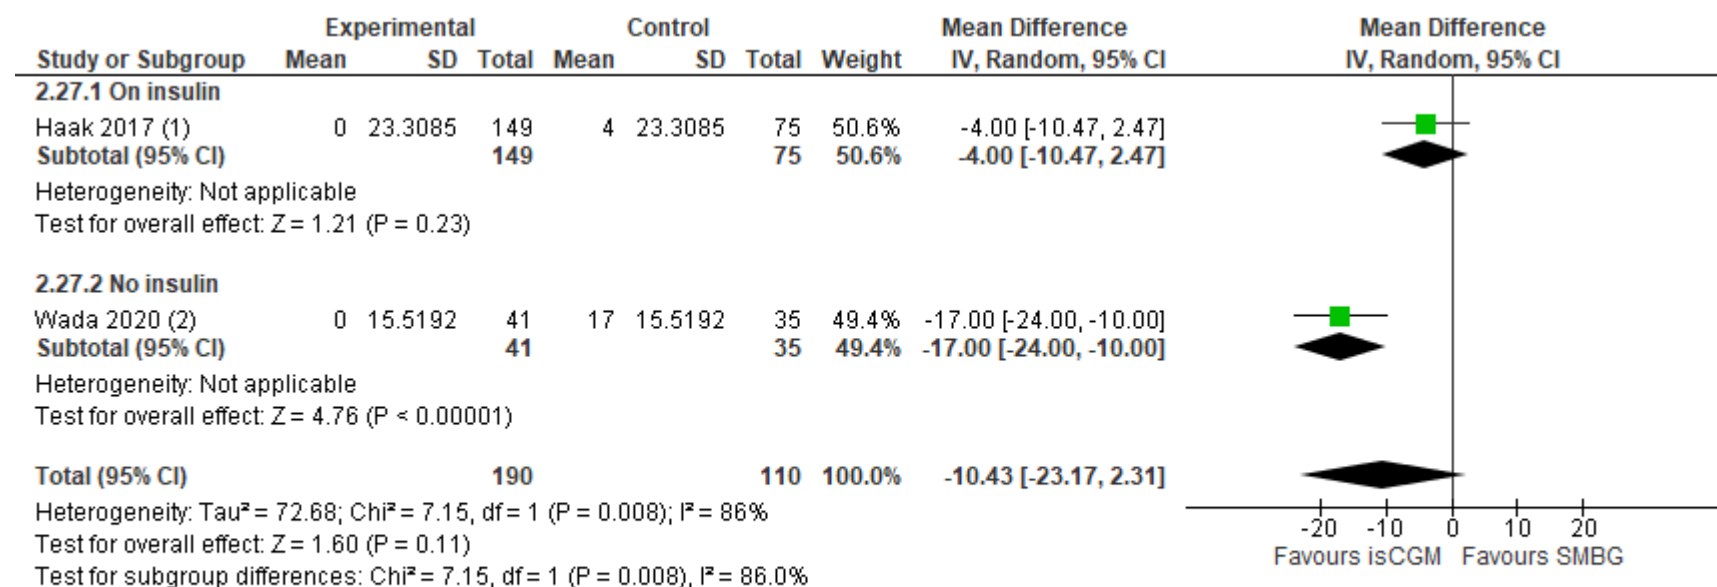 Experimental Control Mean Difference Mean Difference
Study or Subgroup Mean SD Total Mean SD Total Weight IV, Random, 95% CI IV, Random, 95% CI
2.27.1 On insulin
Haak 2017 (1) 0 23.3085 149 4 23.3085 75 50.6% -4.00 [-10.47, 2.47]
Subtotal (95% CI) 149 75 50.6% -4.00 [-10.47, 2.47]
Heterogeneity: Not applicable
Test for overall effect: Z = 1.21 (P = 0.23)
2.27.2 No insulin
Wada 2020 (2) 0 15.5192 41 17 15.5192 35 49.4% -17.00 [-24.00, -10.00]
Subtotal (95% CI) 41 35 49.4% -17.00 [-24.00, -10.00]
Heterogeneity: Not applicable
Test for overall effect: Z = 4.76 (P < 0.00001)
Total (95% CI) 190 110 100.0% -10.43 [-23.17, 2.31]
Heterogeneity: Tau² = 72.68; Chi² = 7.15, df = 1 (P = 0.008); I² = 86%
Test for overall effect: Z = 1.60 (P = 0.11)
Test for subgroup differences: Chi² = 7.15, df = 1 (P = 0.008), I² = 86.0%
-20 -10 0 10 20
Favours isCGM Favours SMBG